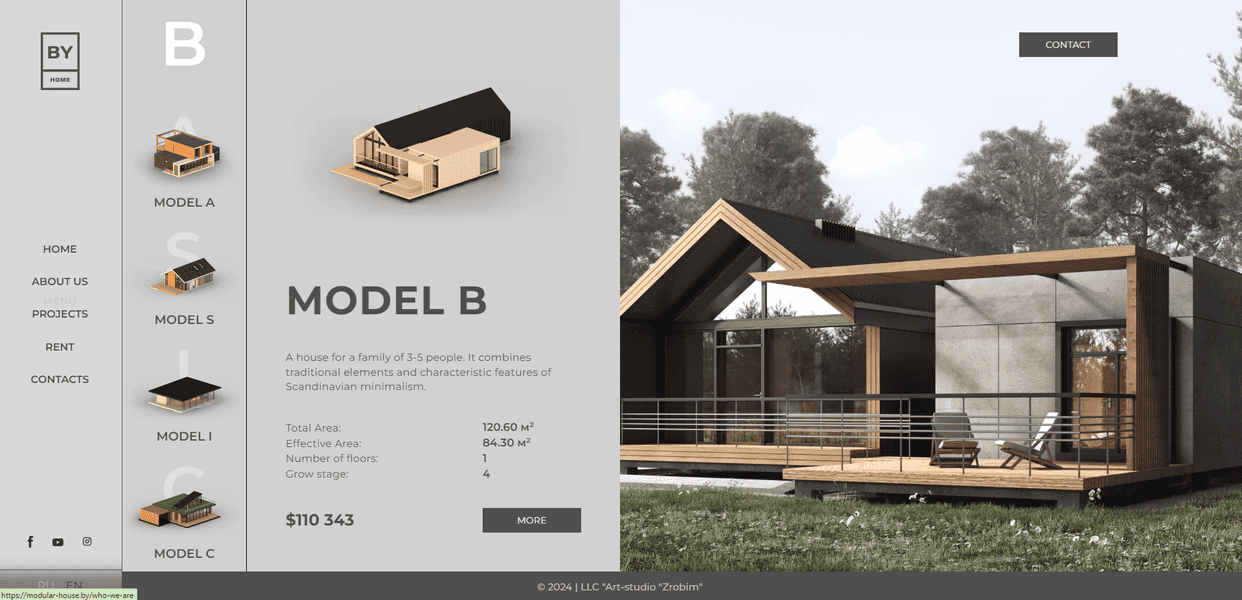 BY
HOME
HOME
ABOUT US
MENU
PROJECTS
RENT
CONTACTS
RU EN
https://modular-house.by/who-we-are
B
A
MODEL A
S
MODEL S
I
MODEL I
C
MODEL C
MODEL B
A house for a family of 3-5 people. It combines
traditional elements and characteristic features of
Scandinavian minimalism.
Total Area: 120.60 м²
Effective Area: 84.30 м²
Number of floors: 1
Grow stage: 4
$110 343
MORE
CONTACT
© 2024 | LLC "Art-studio "Zrobim"